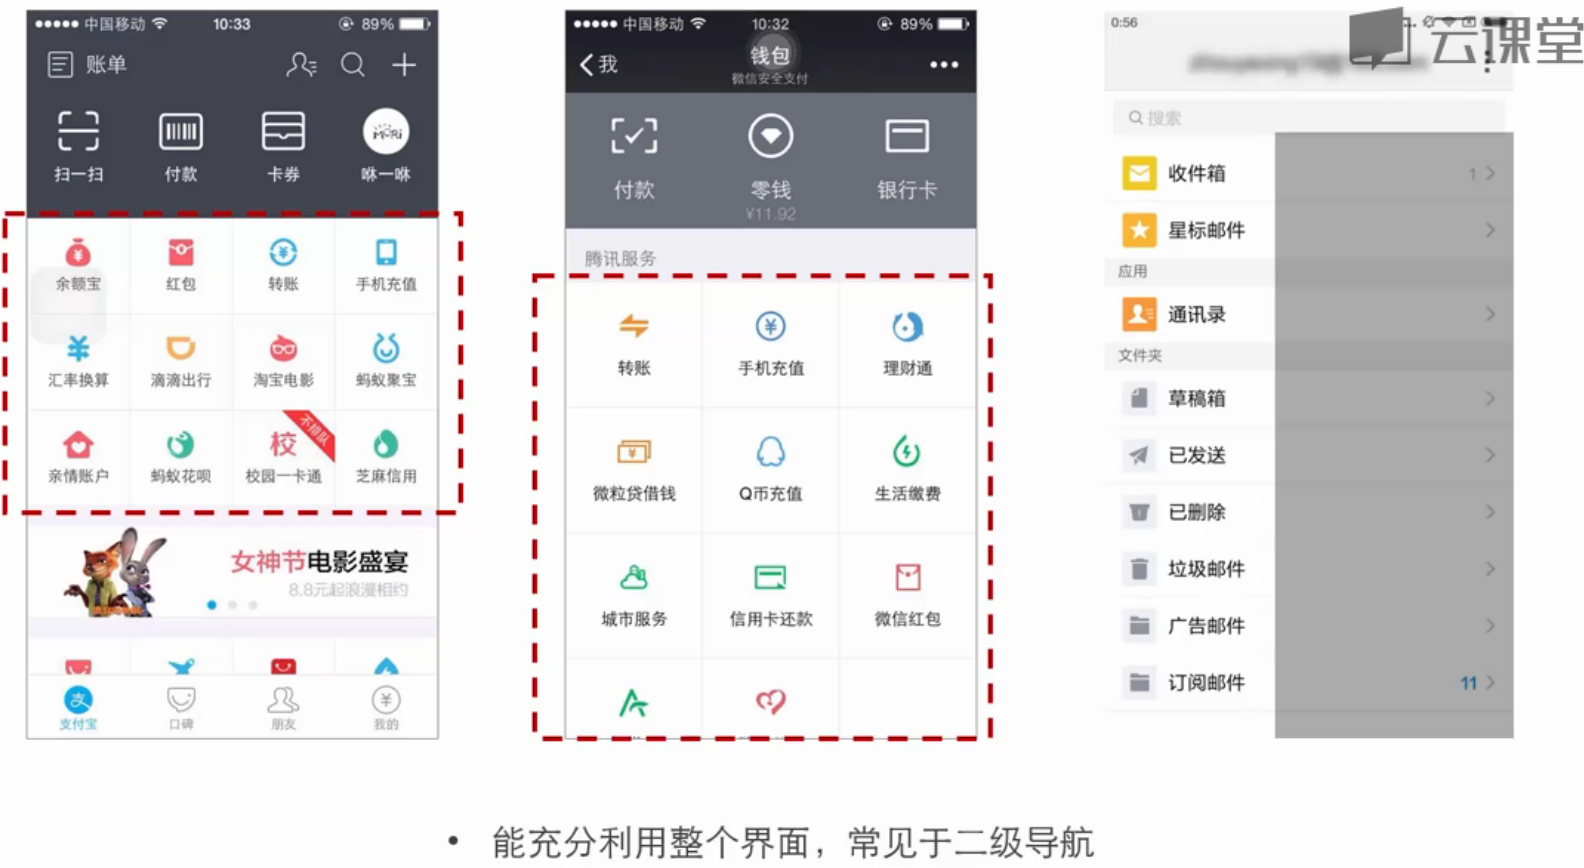 中国移动 10:33 89%
账单
扫一扫 付款 卡券 咻一咻
MORi
余额宝 红包 转账 手机充值
汇率换算 滴滴出行 淘宝电影 蚂蚁聚宝
不排队
校
亲情账户 蚂蚁花呗 校园一卡通 芝麻信用
女神节电影盛宴
8.8元起浪漫相约
支付宝 口碑 朋友 我的
中国移动 10:32 89%
我 钱包
微信安全支付
付款 零钱 银行卡
¥11.92
腾讯服务
转账 手机充值 理财通
微粒贷借钱 Q币充值 生活缴费
城市服务 信用卡还款 微信红包
0:56
云课堂
搜索
收件箱 1
星标邮件
应用
通讯录
文件夹
草稿箱
已发送
已删除
垃圾邮件
广告邮件
订阅邮件 11
• 能充分利用整个界面，常见于二级导航